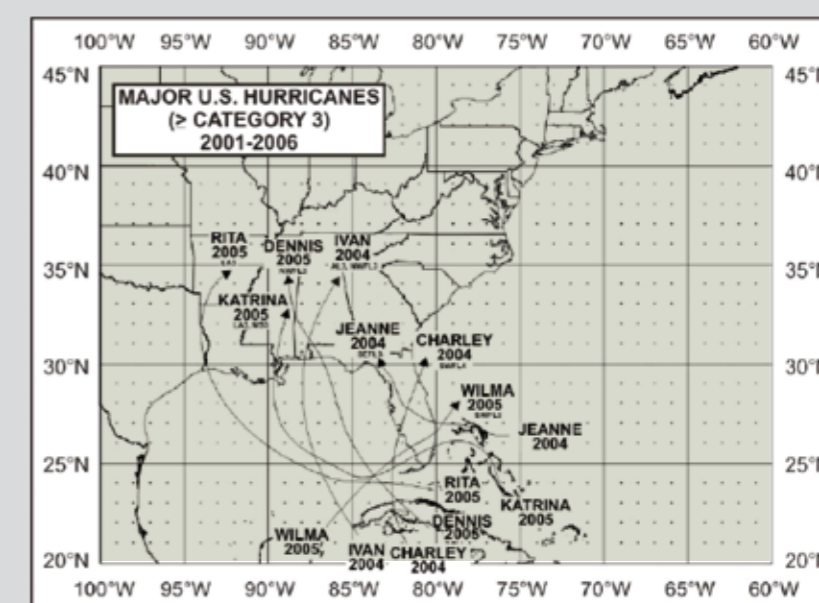 100°W 95°W 90°W 85°W 80°W 75°W 70°W 65°W 60°W
45°N
MAJOR U.S. HURRICANES
(≥ CATEGORY 3)
2001-2006
40°N 40°
RITA
2005
DENNIS
2005
IVAN
2004
35°N 35°
KATRINA
2005
JEANNE
2004
CHARLEY
2004
30°N 30°
WILMA
2005
JEANNE
2004
25°N 25°
RITA
2005
KATRINA
2005
DENNIS
2005
WILMA
2005
IVAN
2004
CHARLEY
2004
20°N 20°
100°W 95°W 90°W 85°W 80°W 75°W 70°W 65°W 60°W